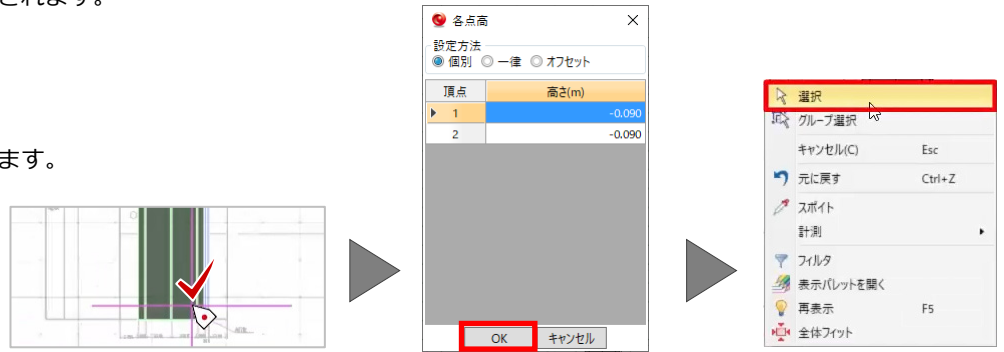 されます。
ます。
各点高
設定方法
個別 一律 オフセット
頂点 高さ(m)
1 -0.090
2 -0.090
OK キャンセル
選択
グループ選択
キャンセル(C) Esc
元に戻す Ctrl+Z
スポイト
計測
フィルタ
表示パレットを開く
再表示 F5
全体フィット